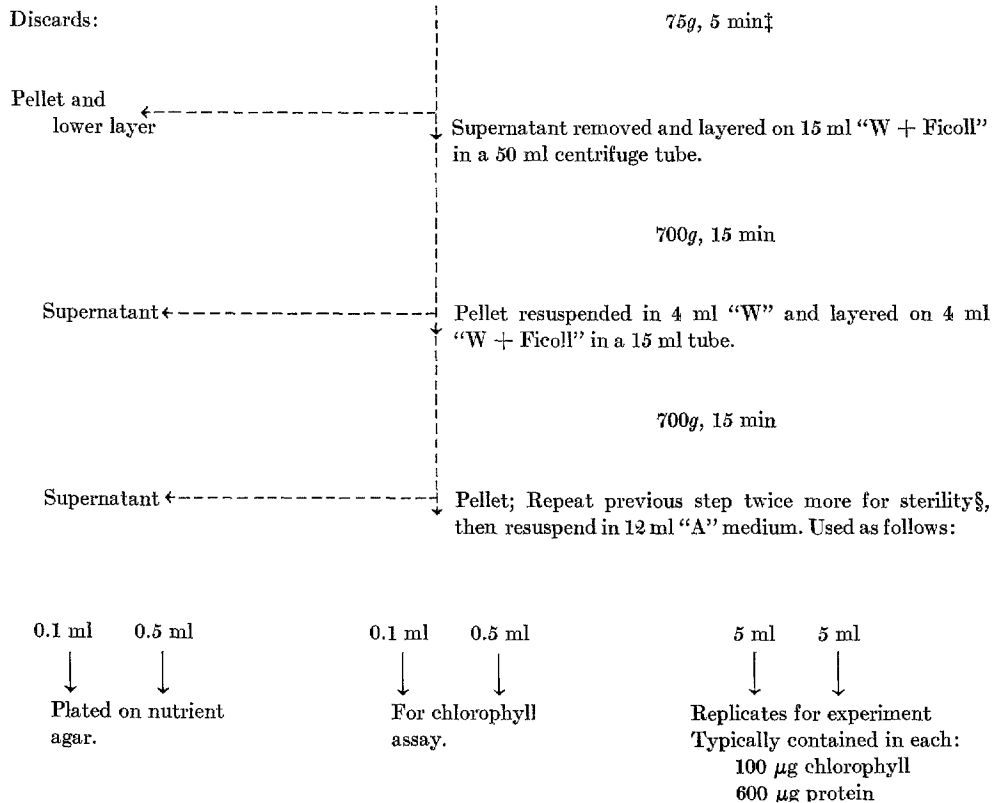 Discards:
75g, 5 min‡
Pellet and
lower layer
Supernatant removed and layered on 15 ml “W + Ficoll”
in a 50 ml centrifuge tube.
700g, 15 min
Supernatant
Pellet resuspended in 4 ml “W” and layered on 4 ml
“W + Ficoll” in a 15 ml tube.
700g, 15 min
Supernatant
Pellet; Repeat previous step twice more for sterility§,
then resuspend in 12 ml “A” medium. Used as follows:
0.1 ml 0.5 ml
Plated on nutrient
agar.
0.1 ml 0.5 ml
For chlorophyll
assay.
5 ml 5 ml
Replicates for experiment
Typically contained in each:
100 μg chlorophyll
600 μg protein